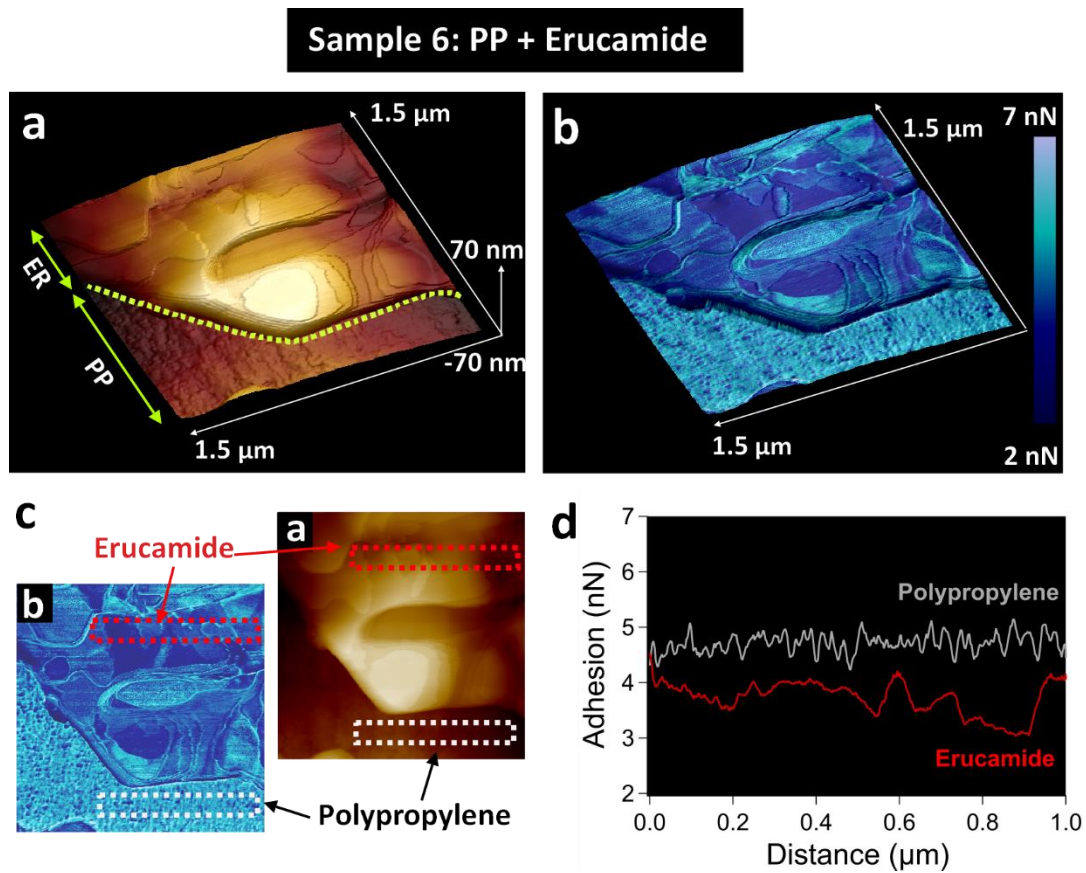 Sample 6: PP + Erucamide
a
1.5 µm
ER
PP
70 nm
-70 nm
1.5 µm
b
1.5 µm
7 nN
2 nN
1.5 µm
c
Erucamide
a
b
Polypropylene
d
7
6
5
4
3
2
Adhesion (nN)
Polypropylene
Erucamide
0.0 0.2 0.4 0.6 0.8 1.0
Distance (µm)